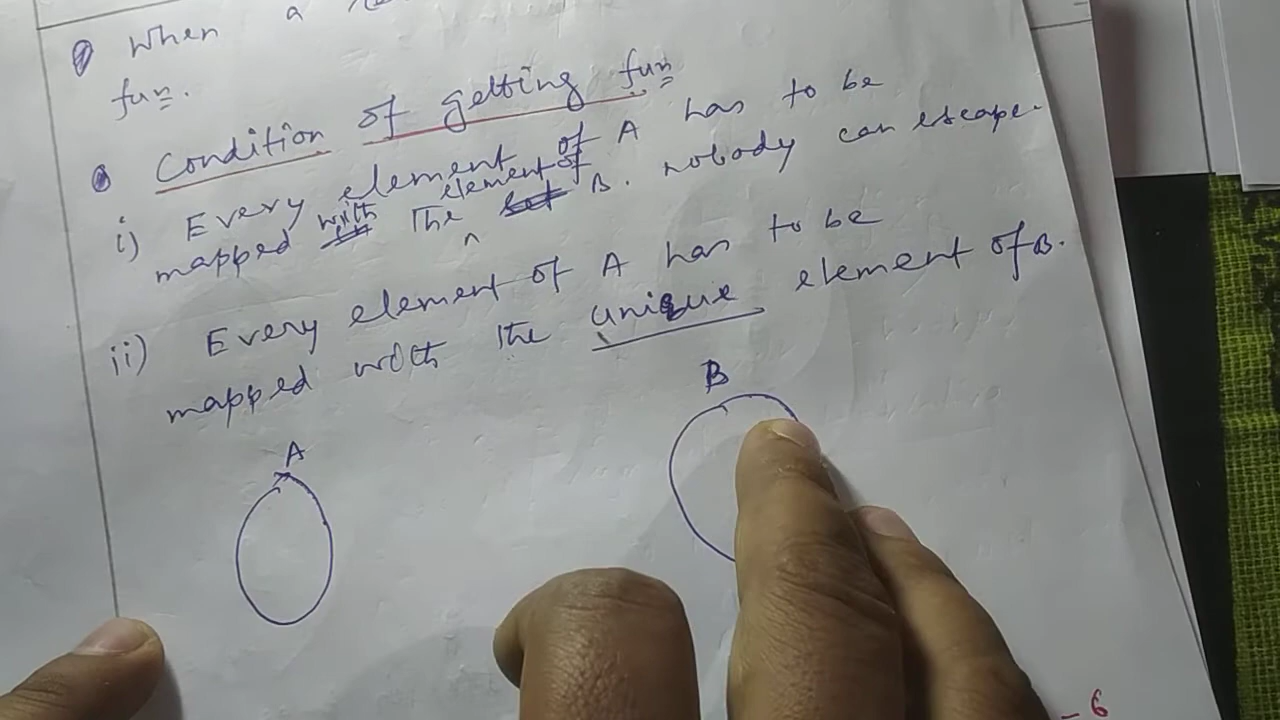 When a
fun.
Condition of getting fun
i) Every element of A has to be
mapped with the element of B. nobody can escape.
ii) Every element of A has to be
mapped with the unique element of B.
B
A
- 6